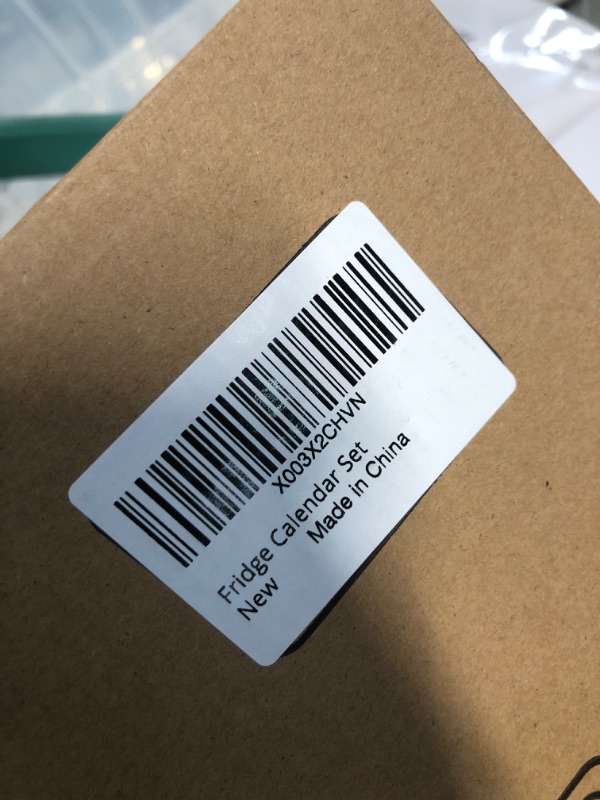 X003X2CHVN
Fridge Calendar Set
New Made in China